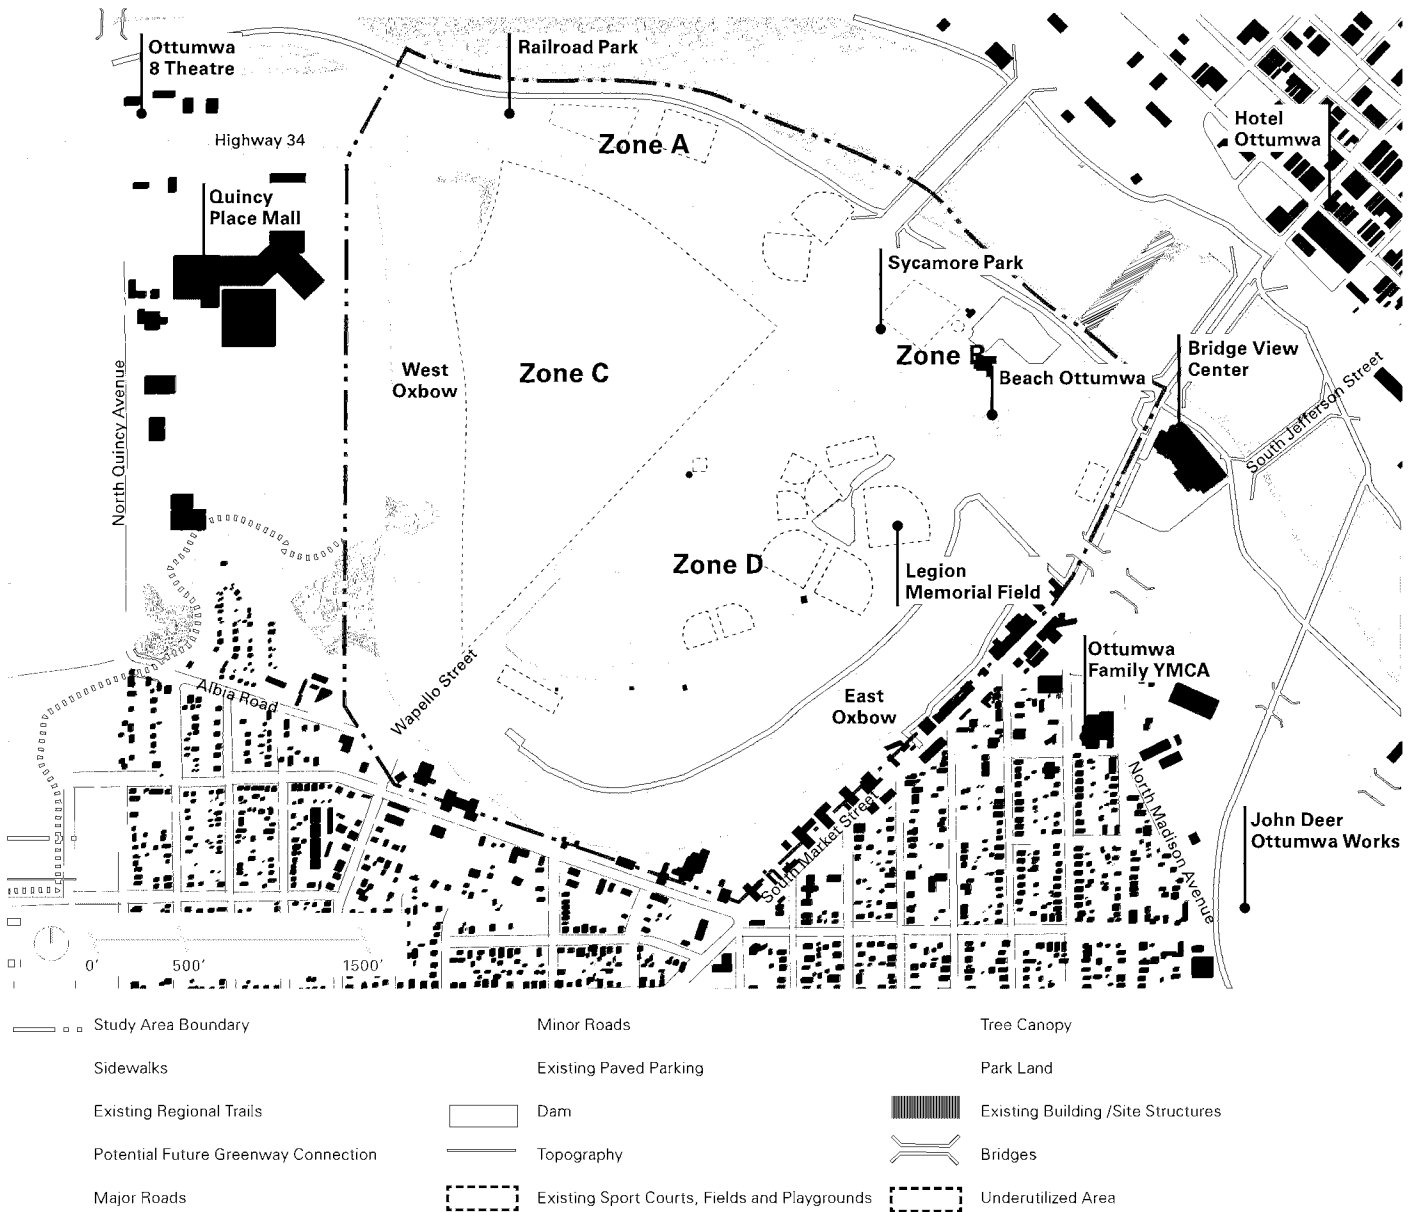 Ottumwa
8 Theatre
Railroad Park
Highway 34
Zone A
Hotel
Ottumwa
Quincy
Place Mall
Sycamore Park
Bridge View
Center
Zone B
Beach Ottumwa
West
Oxbow
Zone C
North Quincy Avenue
South Jefferson Street
Zone D
Legion
Memorial Field
Ottumwa
Family YMCA
Albia Road
Wapello Street
East
Oxbow
South Market Street
North Madison Avenue
John Deer
Ottumwa Works
0' 500' 1500'
Study Area Boundary
Minor Roads
Tree Canopy
Sidewalks
Existing Paved Parking
Park Land
Existing Regional Trails
Dam
Existing Building /Site Structures
Potential Future Greenway Connection
Topography
Bridges
Major Roads
Existing Sport Courts, Fields and Playgrounds
Underutilized Area